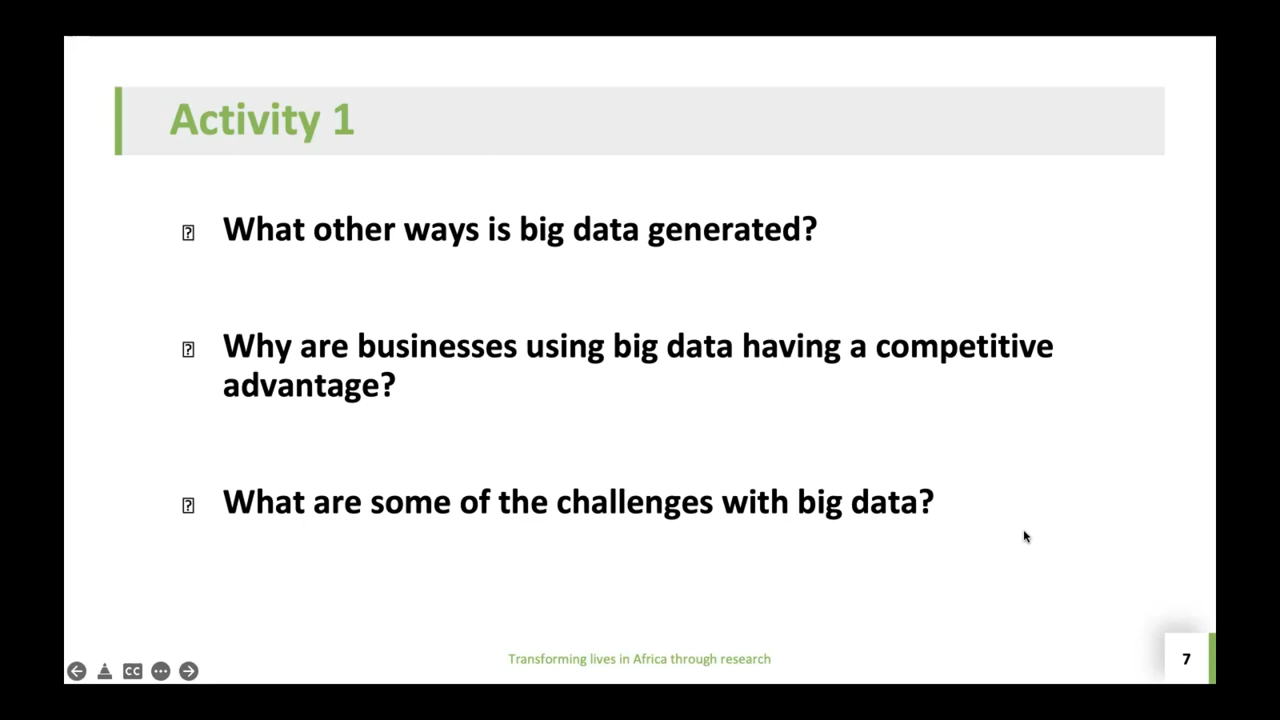 Activity 1
What other ways is big data generated?
Why are businesses using big data having a competitive
advantage?
What are some of the challenges with big data?
CC
Transforming lives in Africa through research
7